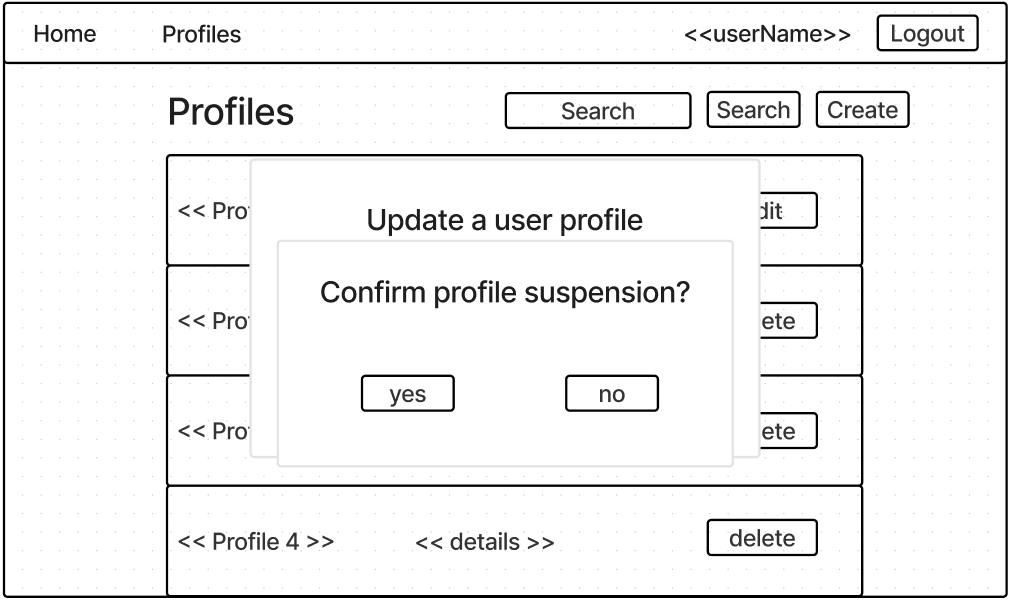 Home Profiles <<userName>> Logout
Profiles Search Search Create
Update a user profile
<< Pro dit
Confirm profile suspension?
<< Pro ete
yes no
<< Pro ete
<< Profile 4 >> << details >> delete